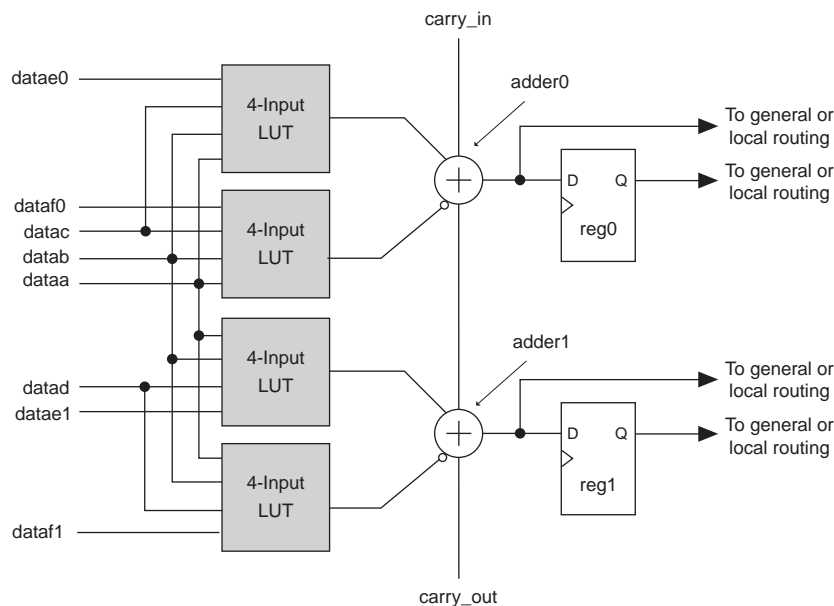 carry_in
adder0
datae0
4-Input
LUT
To general or
local routing
D Q
reg0
To general or
local routing
dataf0
datac
datab
dataa
4-Input
LUT
adder1
4-Input
LUT
datad
datae1
To general or
local routing
D Q
reg1
To general or
local routing
4-Input
LUT
dataf1
carry_out